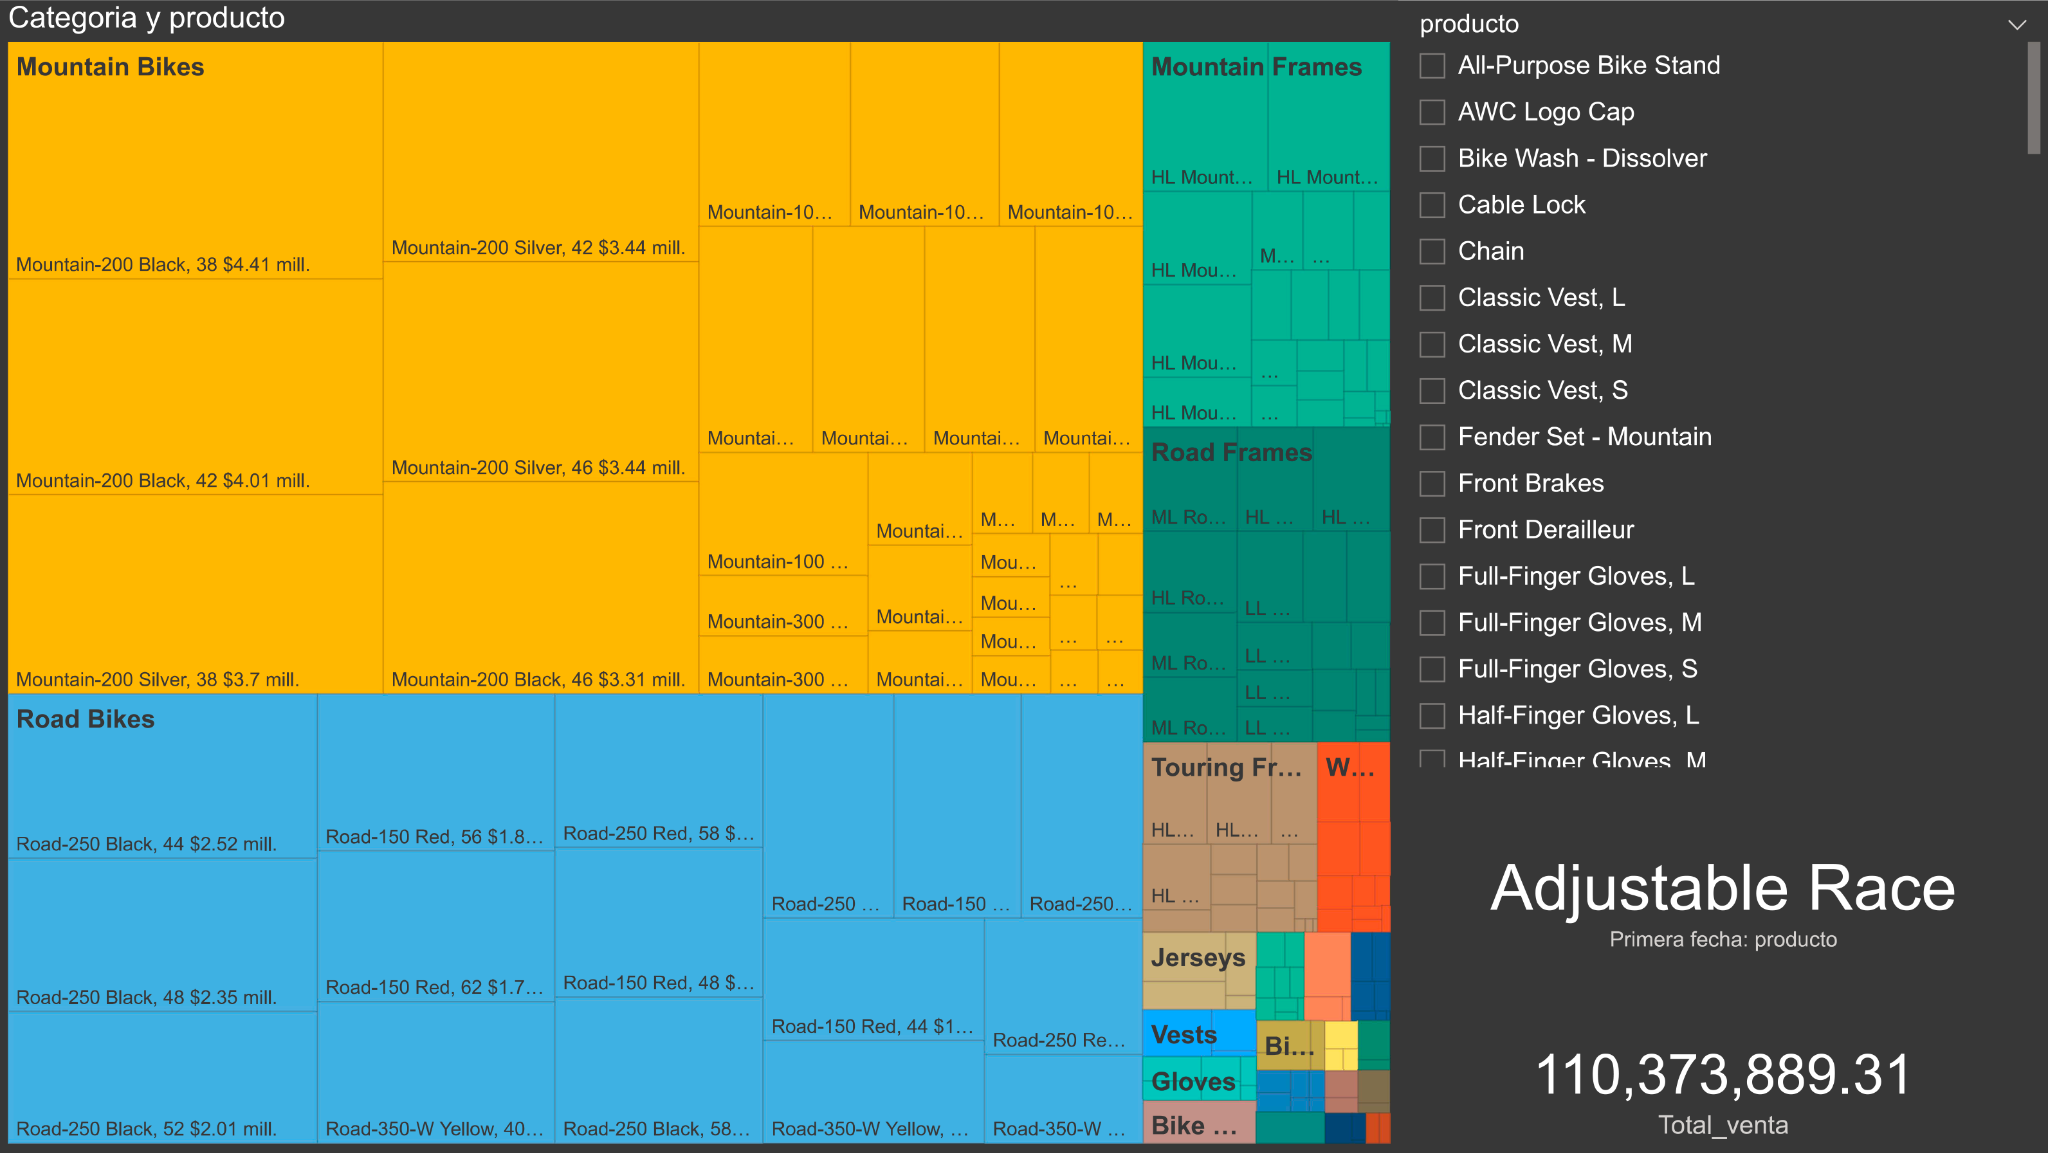 Categoria y producto
Mountain Bikes
Mountain-200 Black, 38 $4.41 mill.
Mountain-200 Black, 42 $4.01 mill.
Mountain-200 Silver, 38 $3.7 mill.
Mountain-200 Silver, 42 $3.44 mill.
Mountain-200 Silver, 46 $3.44 mill.
Mountain-200 Black, 46 $3.31 mill.
Mountain-10…
Mountain-10…
Mountain-10…
Mountai…
Mountai…
Mountai…
Mountai…
Mountain-100 …
Mountain-300 …
Mountain-300 …
Mountai…
Mountai…
Mountai…
M…
M…
M…
Mou…
Mou…
Mou…
Mou…
…
…
…
…
…
Road Bikes
Road-250 Black, 44 $2.52 mill.
Road-250 Black, 48 $2.35 mill.
Road-250 Black, 52 $2.01 mill.
Road-150 Red, 56 $1.8…
Road-150 Red, 62 $1.7…
Road-350-W Yellow, 40…
Road-250 Red, 58 $…
Road-150 Red, 48 $…
Road-250 Black, 58…
Road-250 …
Road-150 …
Road-250…
Road-150 Red, 44 $1…
Road-350-W Yellow, …
Road-250 Re…
Road-350-W …
Mountain Frames
HL Mount…
HL Mount…
HL Mou…
HL Mou…
HL Mou…
M…
…
…
…
Road Frames
ML Ro…
HL …
HL …
HL Ro…
ML Ro…
ML Ro…
LL …
LL …
LL …
LL …
Touring Fr…
HL…
HL…
…
HL …
W…
Jerseys
Vests
Gloves
Bike …
Bi…
producto
All-Purpose Bike Stand
AWC Logo Cap
Bike Wash - Dissolver
Cable Lock
Chain
Classic Vest, L
Classic Vest, M
Classic Vest, S
Fender Set - Mountain
Front Brakes
Front Derailleur
Full-Finger Gloves, L
Full-Finger Gloves, M
Full-Finger Gloves, S
Half-Finger Gloves, L
Half-Finger Gloves, M
Adjustable Race
Primera fecha: producto
110,373,889.31
Total_venta